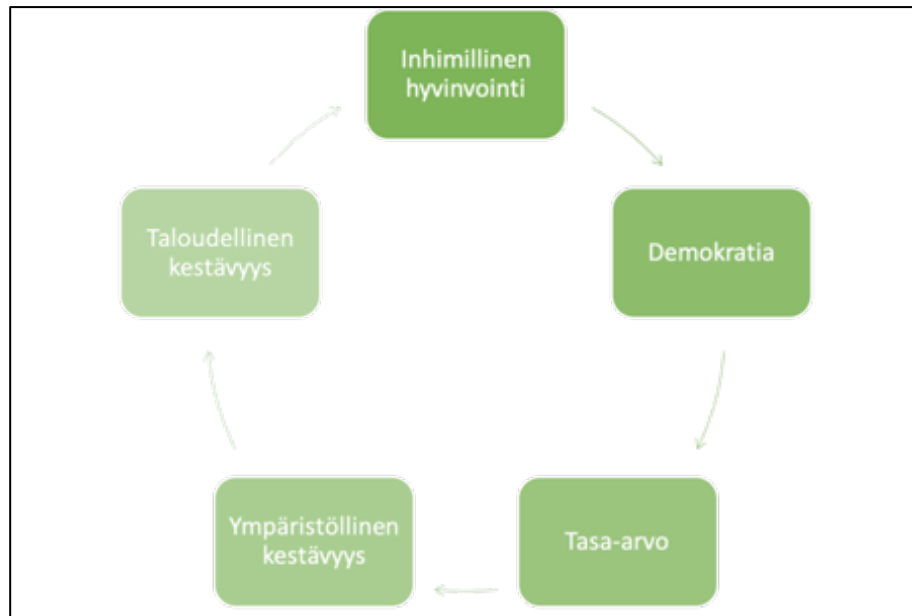 Inhimillinen
hyvinvointi
Demokratia
Tasa-arvo
Ympäristöllinen
kestävyys
Taloudellinen
kestävyys